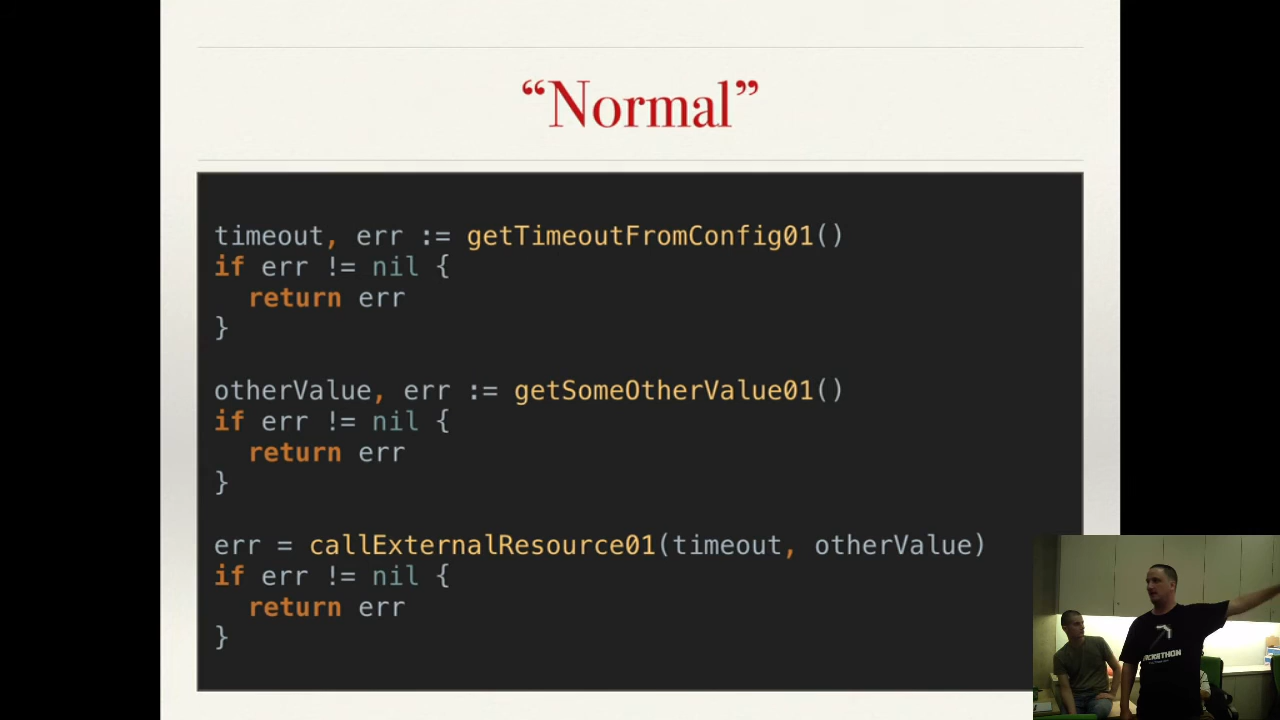 “Normal”
timeout, err := getTimeoutFromConfig01()
if err != nil {
  return err
}
otherValue, err := getSomeOtherValue01()
if err != nil {
  return err
}
err = callExternalResource01(timeout, otherValue)
if err != nil {
  return err
}